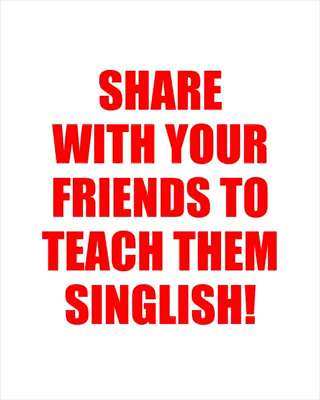 SHARE
WITH YOUR
FRIENDS TO
TEACH THEM
SINGLISH!